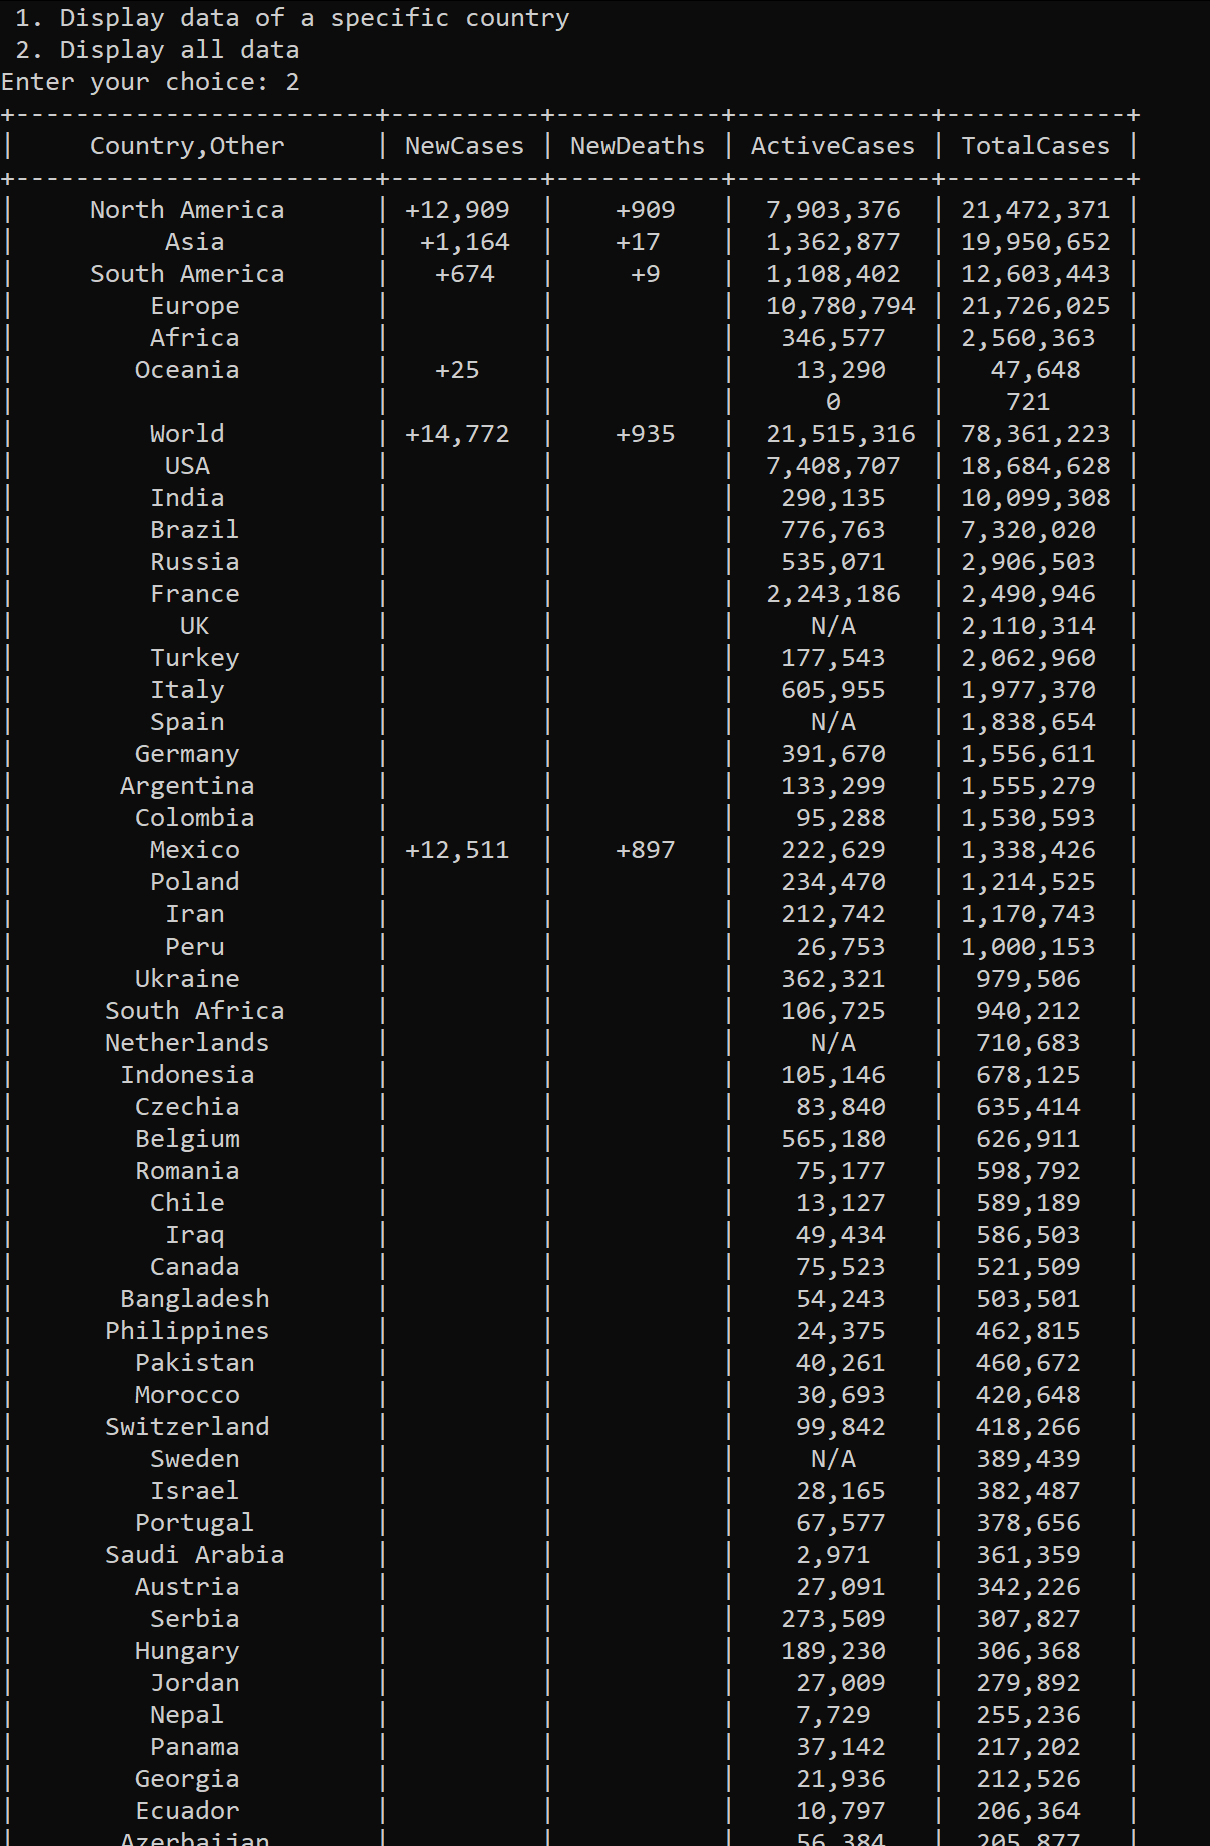 1. Display data of a specific country
2. Display all data
Enter your choice: 2
+------------------------+----------+-----------+-------------+------------+
| Country,Other | NewCases | NewDeaths | ActiveCases | TotalCases |
+------------------------+----------+-----------+-------------+------------+
| North America | +12,909 | +909 | 7,903,376 | 21,472,371 |
| Asia | +1,164 | +17 | 1,362,877 | 19,950,652 |
| South America | +674 | +9 | 1,108,402 | 12,603,443 |
| Europe | | | 10,780,794 | 21,726,025 |
| Africa | | | 346,577 | 2,560,363 |
| Oceania | +25 | | 13,290 | 47,648 |
| | | | 0 | 721 |
| World | +14,772 | +935 | 21,515,316 | 78,361,223 |
| USA | | | 7,408,707 | 18,684,628 |
| India | | | 290,135 | 10,099,308 |
| Brazil | | | 776,763 | 7,320,020 |
| Russia | | | 535,071 | 2,906,503 |
| France | | | 2,243,186 | 2,490,946 |
| UK | | | N/A | 2,110,314 |
| Turkey | | | 177,543 | 2,062,960 |
| Italy | | | 605,955 | 1,977,370 |
| Spain | | | N/A | 1,838,654 |
| Germany | | | 391,670 | 1,556,611 |
| Argentina | | | 133,299 | 1,555,279 |
| Colombia | | | 95,288 | 1,530,593 |
| Mexico | +12,511 | +897 | 222,629 | 1,338,426 |
| Poland | | | 234,470 | 1,214,525 |
| Iran | | | 212,742 | 1,170,743 |
| Peru | | | 26,753 | 1,000,153 |
| Ukraine | | | 362,321 | 979,506 |
| South Africa | | | 106,725 | 940,212 |
| Netherlands | | | N/A | 710,683 |
| Indonesia | | | 105,146 | 678,125 |
| Czechia | | | 83,840 | 635,414 |
| Belgium | | | 565,180 | 626,911 |
| Romania | | | 75,177 | 598,792 |
| Chile | | | 13,127 | 589,189 |
| Iraq | | | 49,434 | 586,503 |
| Canada | | | 75,523 | 521,509 |
| Bangladesh | | | 54,243 | 503,501 |
| Philippines | | | 24,375 | 462,815 |
| Pakistan | | | 40,261 | 460,672 |
| Morocco | | | 30,693 | 420,648 |
| Switzerland | | | 99,842 | 418,266 |
| Sweden | | | N/A | 389,439 |
| Israel | | | 28,165 | 382,487 |
| Portugal | | | 67,577 | 378,656 |
| Saudi Arabia | | | 2,971 | 361,359 |
| Austria | | | 27,091 | 342,226 |
| Serbia | | | 273,509 | 307,827 |
| Hungary | | | 189,230 | 306,368 |
| Jordan | | | 27,009 | 279,892 |
| Nepal | | | 7,729 | 255,236 |
| Panama | | | 37,142 | 217,202 |
| Georgia | | | 21,936 | 212,526 |
| Ecuador | | | 10,797 | 206,364 |
| Azerbaijan | | | 56,384 | 205,877 |